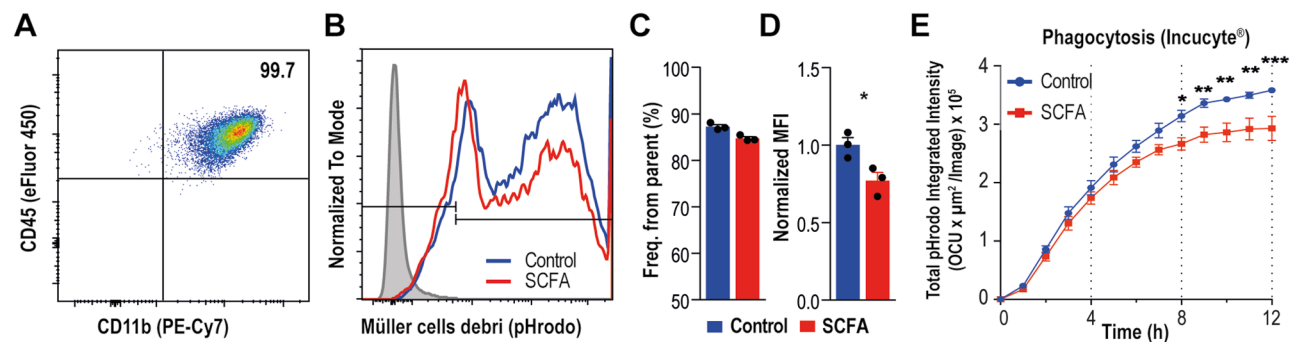 A
99.7
CD45 (eFluor 450)
CD11b (PE-Cy7)
B
Normalized To Mode
Control
SCFA
Müller cells debri (pHrodo)
C
Freq. from parent (%)
100
90
80
70
60
50
D
Normalized MFI
1.5
1.0
0.5
0.0
*
Control
SCFA
E
Phagocytosis (Incucyte®)
Control
SCFA
* ** ** ** ***
Total pHrodo Integrated Intensity
(OCU x µm² /Image) x 10⁵
4
3
2
1
0
0 4 8 12
Time (h)